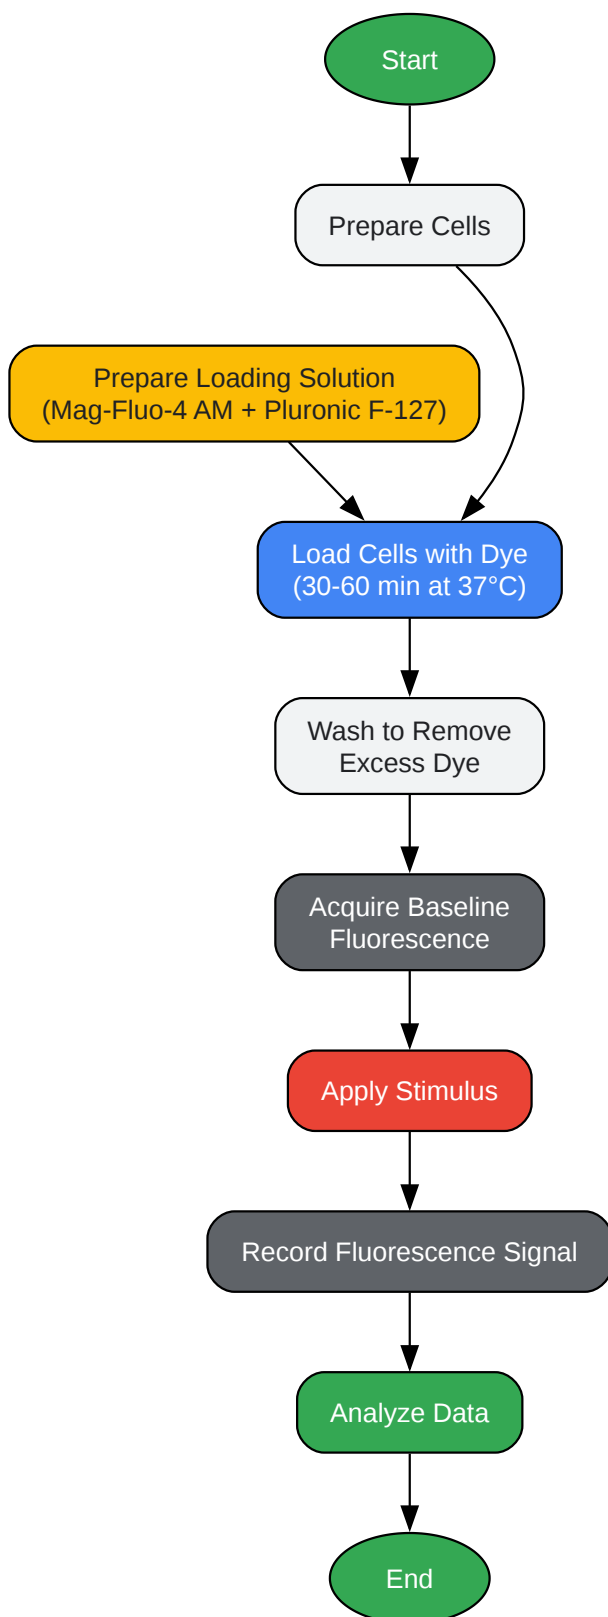 Start
Prepare Cells
Prepare Loading Solution
(Mag-Fluo-4 AM + Pluronic F-127)
Load Cells with Dye
(30-60 min at 37°C)
Wash to Remove
Excess Dye
Acquire Baseline
Fluorescence
Apply Stimulus
Record Fluorescence Signal
Analyze Data
End